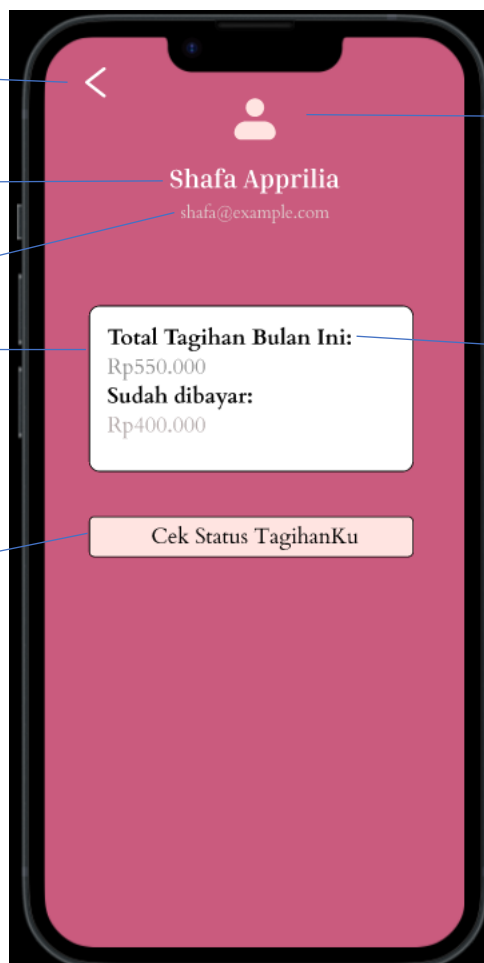 Shafa Apprilia
shafa@example.com
Total Tagihan Bulan Ini:
Rp550.000
Sudah dibayar:
Rp400.000
Cek Status TagihanKu